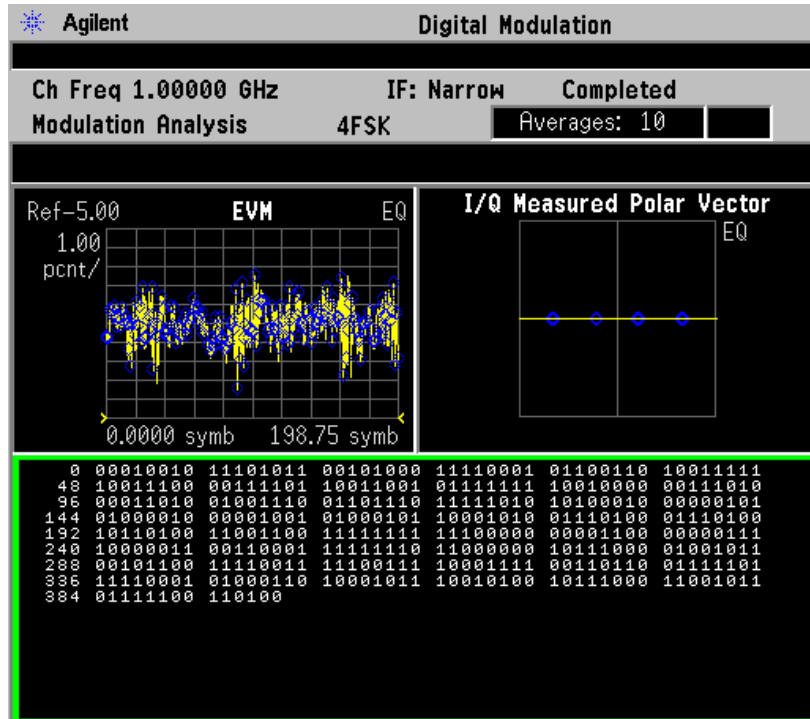 Agilent Digital Modulation
Ch Freq 1.00000 GHz IF: Narrow Completed
Modulation Analysis 4FSK Averages: 10
Ref-5.00 EVM EQ
1.00
pcnt/
0.0000 symb 198.75 symb
I/Q Measured Polar Vector
EQ
0 00010010 11101011 00101000 11110001 01100110 10011111
48 10011100 00111101 10011001 01111111 10010000 00111010
96 00011010 01001110 01101110 11111010 10100010 00000101
144 01000010 00001001 01000101 10001010 01110100 01110100
192 10110100 11001100 11111111 11000000 00001100 00000111
240 10000011 00110001 11111110 11000000 10111000 01001011
288 00101100 11110011 11100111 10001111 00110110 01111101
336 11110001 01000110 10001011 10010100 10111000 11001011
384 01111100 110100